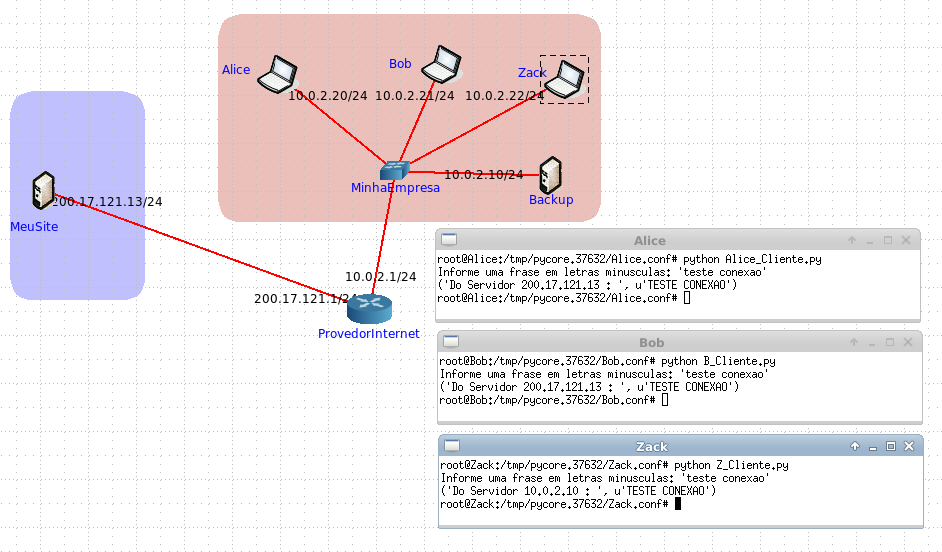 Alice
Bob
Zack
10.0.2.20/24
10.0.2.21/24
10.0.2.22/24
MinhaEmpresa
10.0.2.10/24
Backup
200.17.121.13/24
MeuSite
10.0.2.1/24
200.17.121.1/24
ProvedorInternet
Alice
root@Alice:/tmp/pycore.37632/Alice.conf# python Alice_Cliente.py
Informe uma frase em letras minusculas: 'teste conexao'
('Do Servidor 200.17.121.13 : ', u'TESTE CONEXAO')
root@Alice:/tmp/pycore.37632/Alice.conf#
Bob
root@Bob:/tmp/pycore.37632/Bob.conf# python B_Cliente.py
Informe uma frase em letras minusculas: 'teste conexao'
('Do Servidor 200.17.121.13 : ', u'TESTE CONEXAO')
root@Bob:/tmp/pycore.37632/Bob.conf#
Zack
root@Zack:/tmp/pycore.37632/Zack.conf# python Z_Cliente.py
Informe uma frase em letras minusculas: 'teste conexao'
('Do Servidor 10.0.2.10 : ', u'TESTE CONEXAO')
root@Zack:/tmp/pycore.37632/Zack.conf#